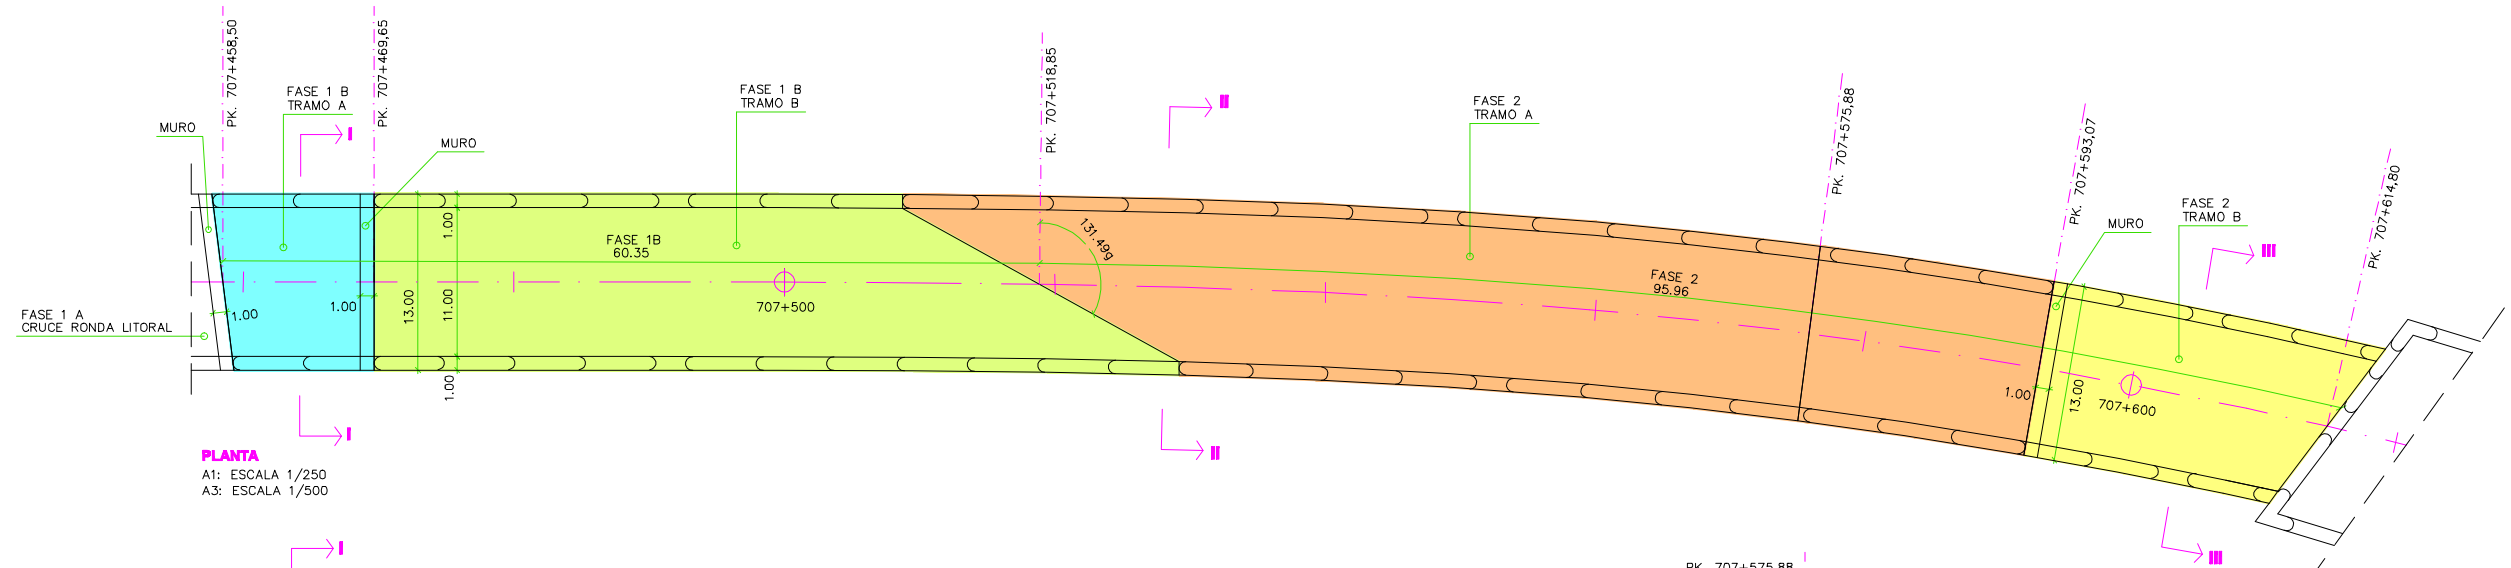 PK. 707+458,50
PK. 707+469,65
PK. 707+518,85
PK. 707+575,88
PK. 707+593,07
PK. 707+614,80
FASE 1 B
TRAMO A
FASE 1 B
TRAMO B
FASE 2
TRAMO A
FASE 2
TRAMO B
MURO
MURO
MURO
I
II
III
FASE 1B
60.35
131.49g
FASE 2
95.96
1.00
13.00
11.00
1.00
1.00
1.00
1.00
13.00
707+500
707+600
FASE 1 A
CRUCE RONDA LITORAL
I
II
III
PLANTA
A1: ESCALA 1/250
A3: ESCALA 1/500
I
PK. 707+575,88